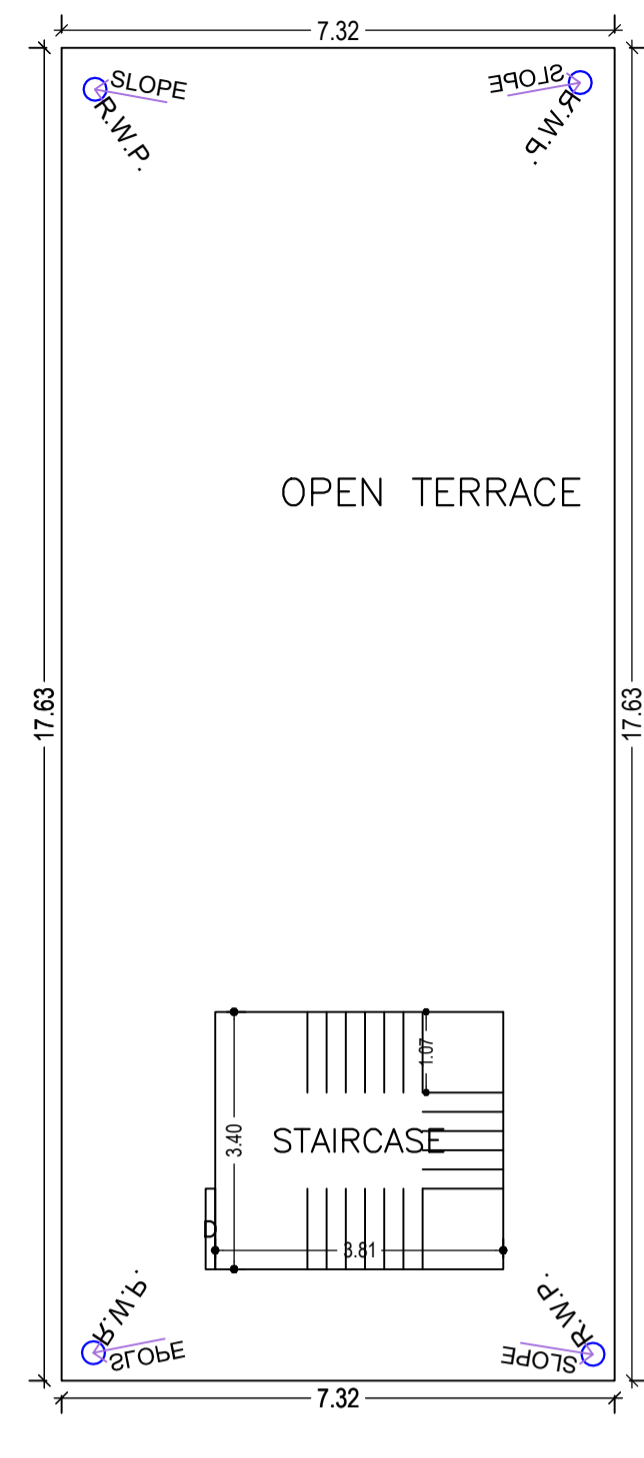 7.32
SLOPE
SLOPE
R.W.P.
R.W.P.
OPEN TERRACE
17.63
17.63
1.07
3.40
STAIRCASE
D
3.81
R.W.P.
R.W.P.
SLOPE
SLOPE
7.32